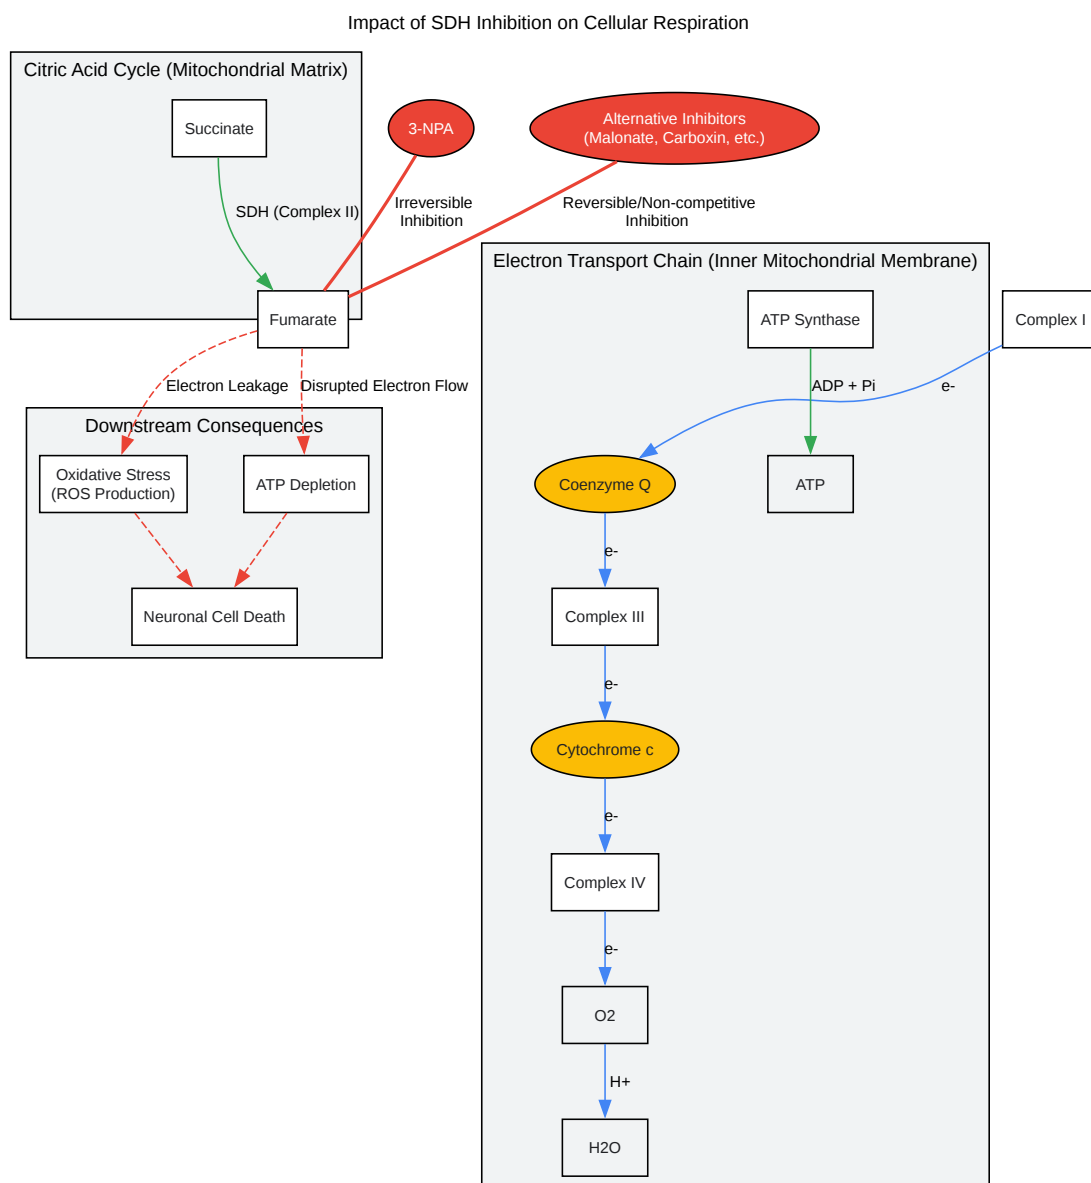 Impact of SDH Inhibition on Cellular Respiration
Citric Acid Cycle (Mitochondrial Matrix)
Succinate
3-NPA
Alternative Inhibitors
(Malonate, Carboxin, etc.)
SDH (Complex II)
Irreversible
Inhibition
Reversible/Non-competitive
Inhibition
Fumarate
Electron Transport Chain (Inner Mitochondrial Membrane)
ATP Synthase
Complex I
Electron Leakage
Disrupted Electron Flow
ADP + Pi
e-
Downstream Consequences
Oxidative Stress
(ROS Production)
ATP Depletion
Coenzyme Q
ATP
e-
Neuronal Cell Death
Complex III
e-
Cytochrome c
e-
Complex IV
e-
O2
H+
H2O